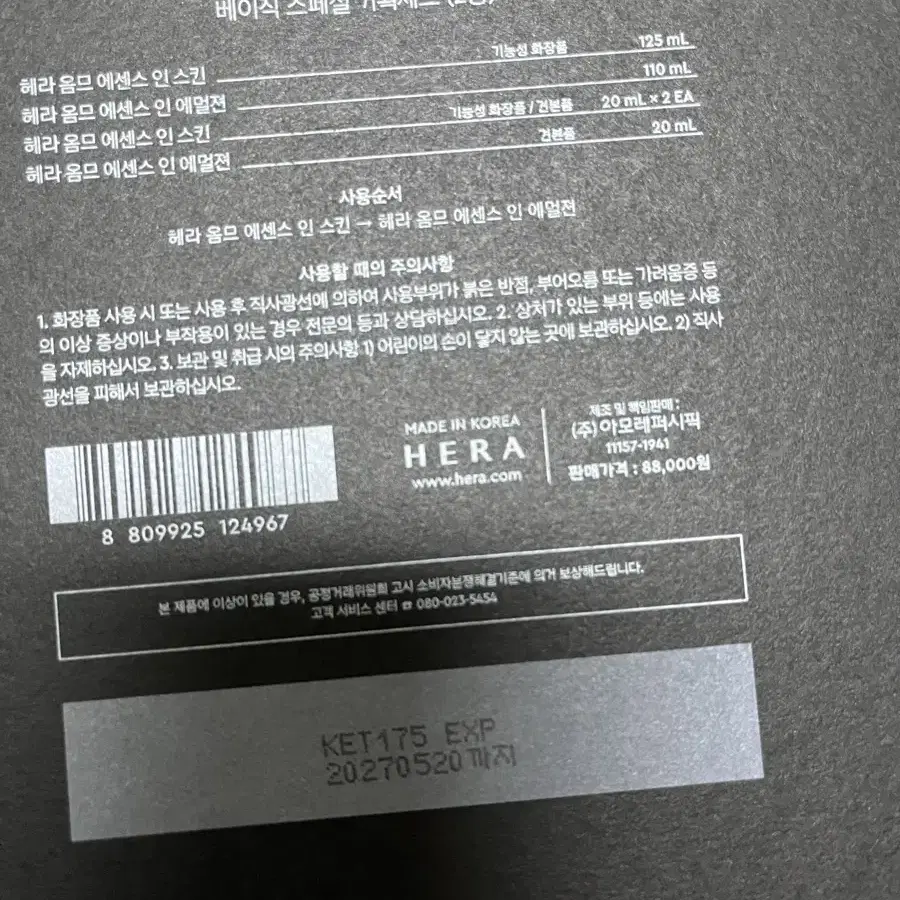 베이직 스페셜 기획세트 (2종)
헤라 옴므 에센스 인 스킨 기능성 화장품 125 mL
헤라 옴므 에센스 인 에멀젼 110 mL
헤라 옴므 에센스 인 스킨 기능성 화장품 / 견본품 20 mL × 2 EA
헤라 옴므 에센스 인 에멀젼 견본품 20 mL
사용순서
헤라 옴므 에센스 인 스킨 → 헤라 옴므 에센스 인 에멀젼
사용할 때의 주의사항
1. 화장품 사용 시 또는 사용 후 직사광선에 의하여 사용부위가 붉은 반점, 부어오름 또는 가려움증 등
의 이상 증상이나 부작용이 있는 경우 전문의 등과 상담하십시오. 2. 상처가 있는 부위 등에는 사용
을 자제하십시오. 3. 보관 및 취급 시의 주의사항 1) 어린이의 손이 닿지 않는 곳에 보관하십시오. 2) 직사
광선을 피해서 보관하십시오.
MADE IN KOREA
HERA
www.hera.com
제조 및 책임판매 :
(주)아모레퍼시픽
11157-1941
판매가격 : 88,000원
8 809925 124967
본 제품에 이상이 있을 경우, 공정거래위원회 고시 소비자분쟁해결기준에 의거 보상해드립니다.
고객 서비스 센터 ☎ 080-023-5454
KET175 EXP
20270520까지